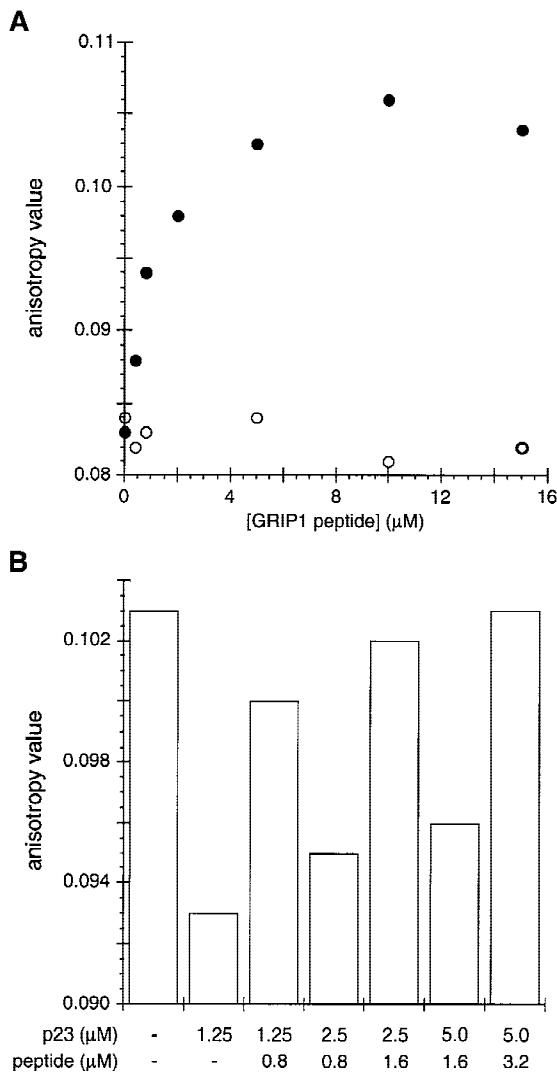 A
0.11
0.10
0.09
0.08
anisotropy value
0 4 8 12 16
[GRIP1 peptide] (μM)
B
0.102
0.098
0.094
0.090
anisotropy value
p23 (μM) - 1.25 1.25 2.5 2.5 5.0 5.0
peptide (μM) - - 0.8 0.8 1.6 1.6 3.2